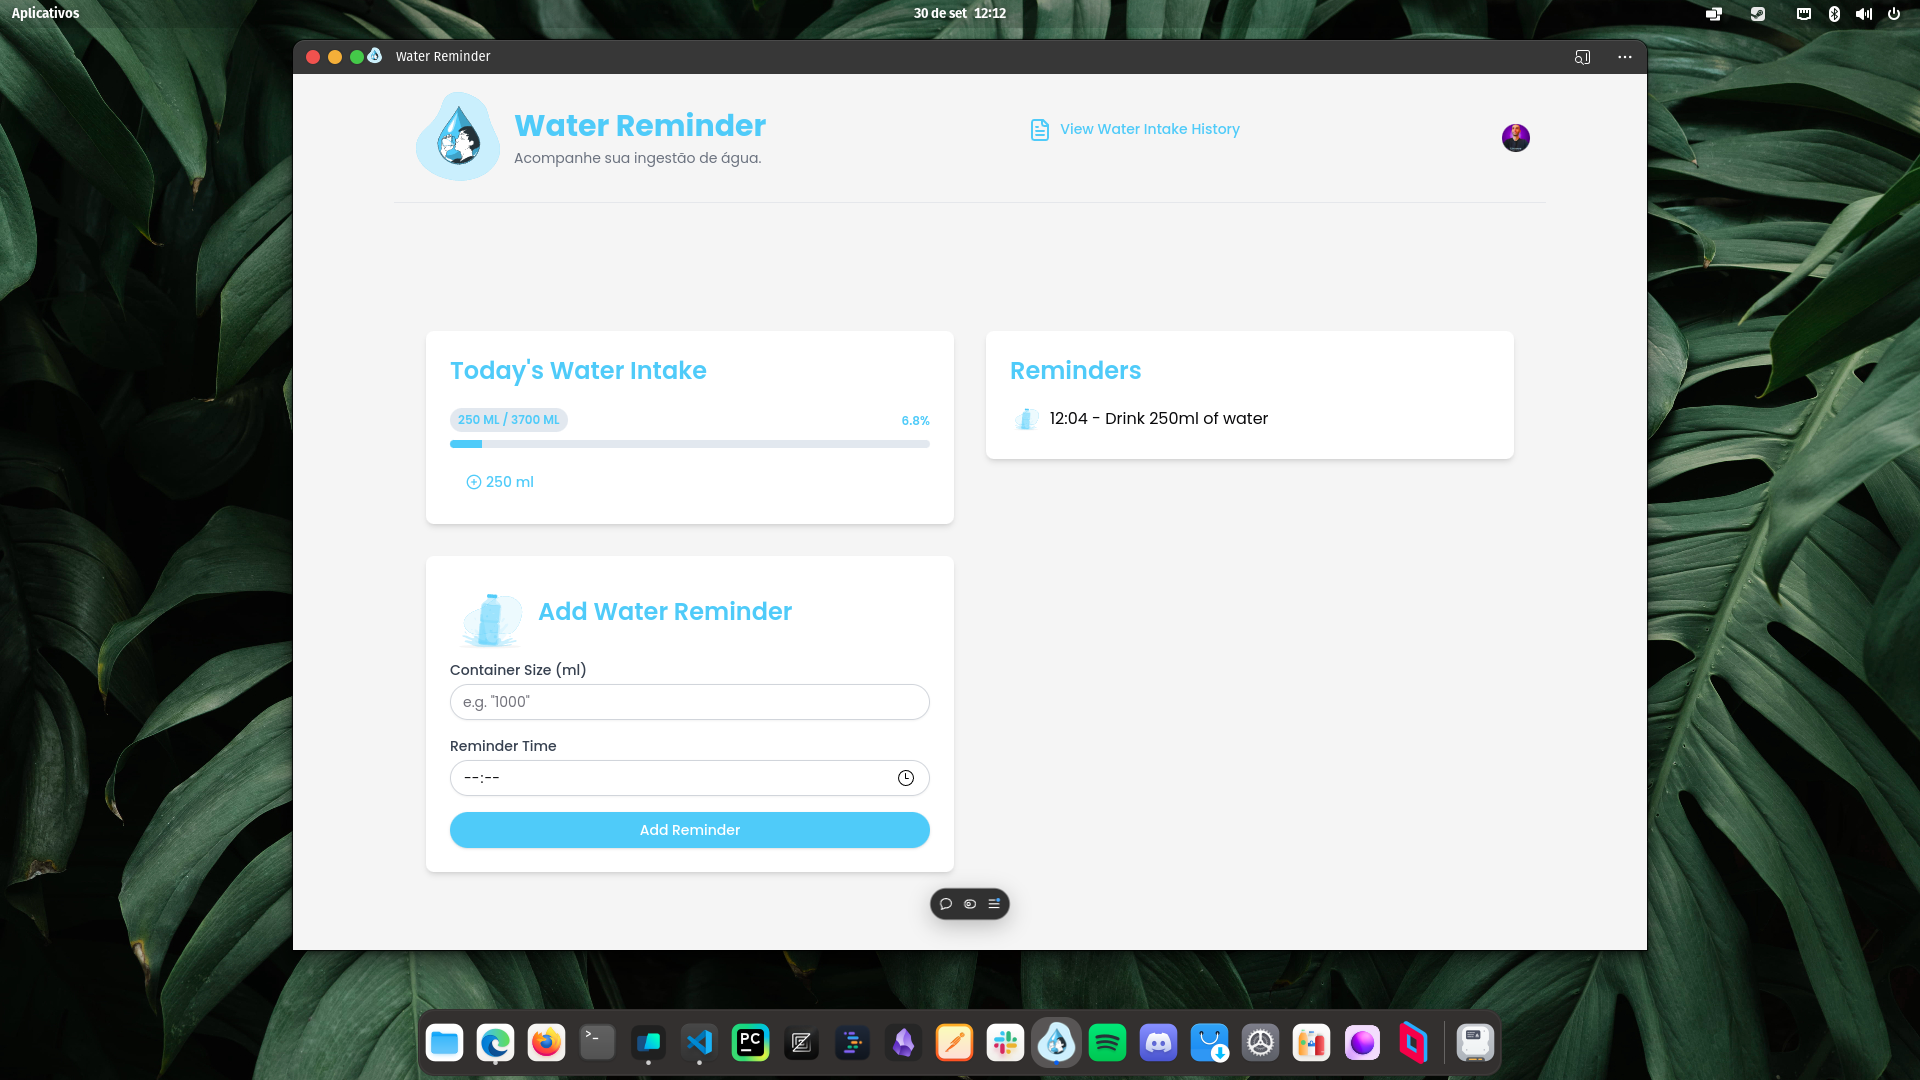 Aplicativos
30 de set 12:12
Water Reminder
Water Reminder
Acompanhe sua ingestão de água.
View Water Intake History
Today's Water Intake
250 ML / 3700 ML
6.8%
250 ml
Reminders
12:04 - Drink 250ml of water
Add Water Reminder
Container Size (ml)
e.g. "1000"
Reminder Time
--:--
Add Reminder
>-
PC